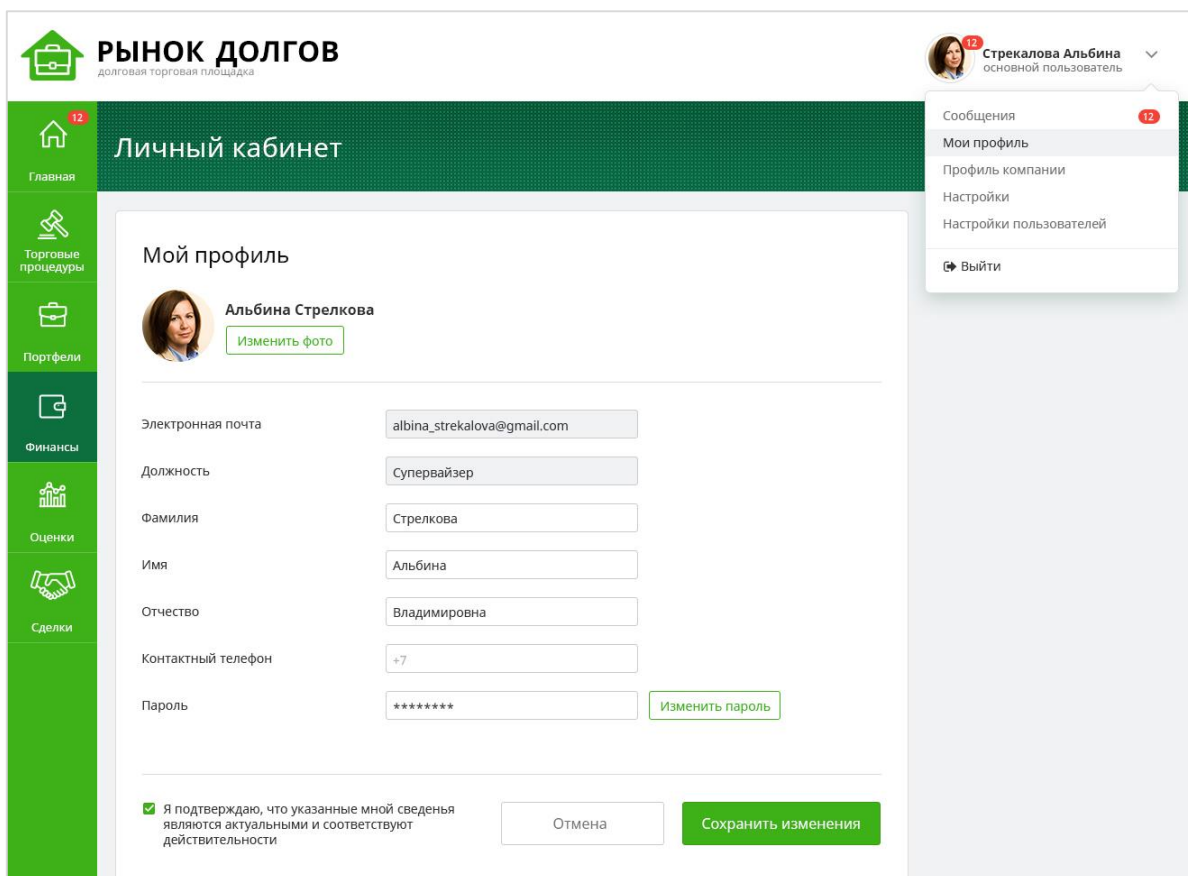 РЫНОК ДОЛГОВ
долговая торговая площадка
12
Стрекалова Альбина
основной пользователь
Сообщения 12
Мои профиль
Профиль компании
Настройки
Настройки пользователей
Выйти
12
Главная
Торговые
процедуры
Портфели
Финансы
Оценки
Сделки
Личный кабинет
Мой профиль
Альбина Стрелкова
Изменить фото
Электронная почта albina_strekalova@gmail.com
Должность Супервайзер
Фамилия Стрелкова
Имя Альбина
Отчество Владимировна
Контактный телефон +7
Пароль ******** Изменить пароль
Я подтверждаю, что указанные мной сведенья
являются актуальными и соответствуют
действительности
Отмена
Сохранить изменения